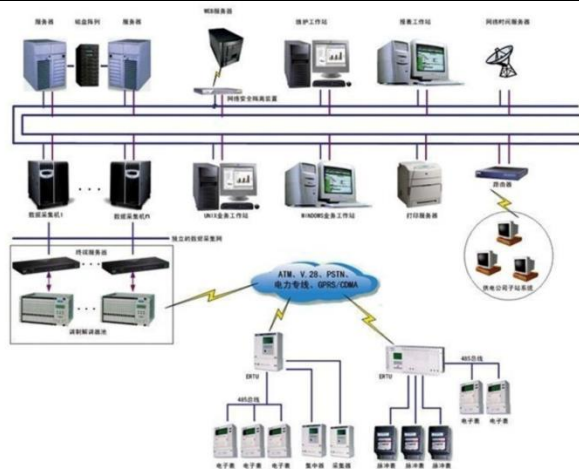 服务器
磁盘阵列
服务器
WEB服务器
维护工作站
报表工作站
网络时间服务器
网络安全隔离装置
数据采集机1
数据采集机n
UNIX业务工作站
WINDOWS业务工作站
打印服务器
路由器
独立的数据采集网
终端服务器
供电公司子站系统
调制解调器池
ATM、V.28、PSTN、
电力专线、GPRS/CDMA
ERTU
ERTU
485总线
485总线
电子表
电子表
电子表
电子表
电子表
集中器
采集器
脉冲表
脉冲表
脉冲表